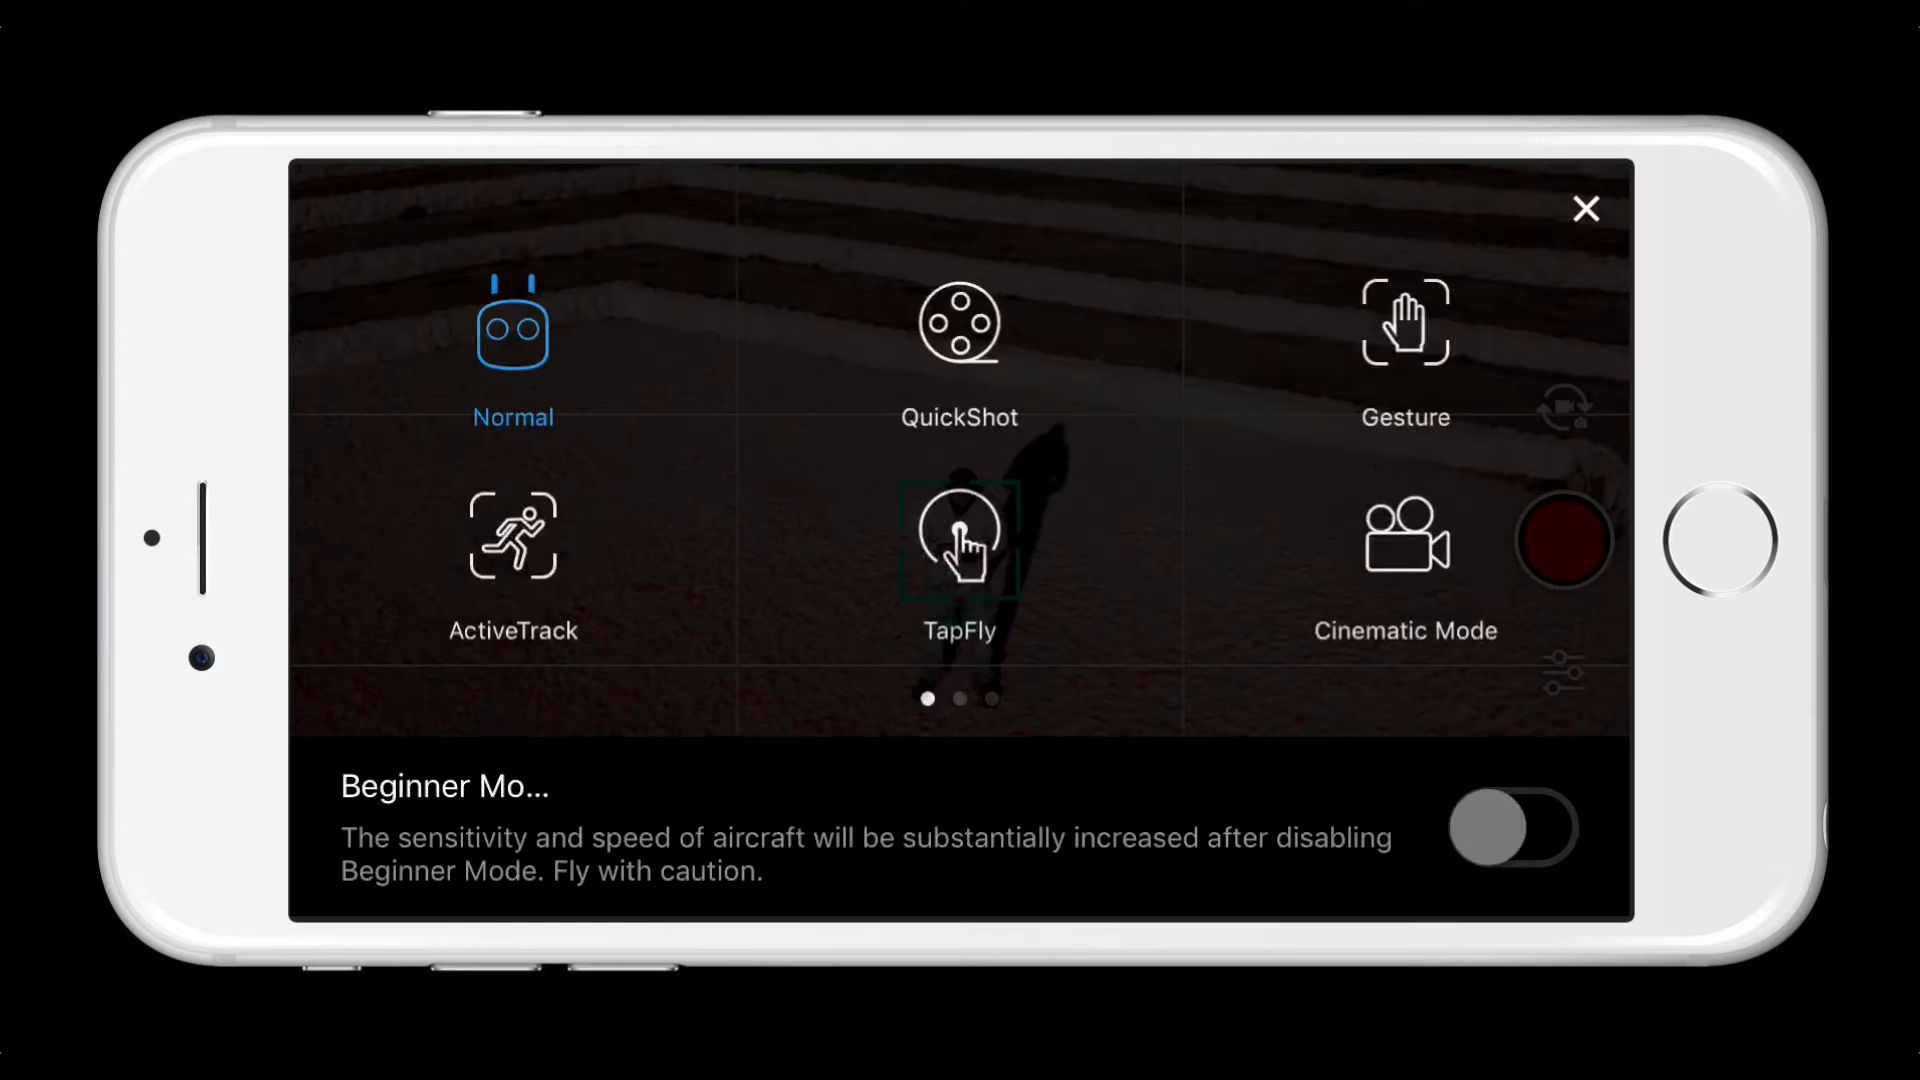 Normal
QuickShot
Gesture
ActiveTrack
TapFly
Cinematic Mode
Beginner Mo...
The sensitivity and speed of aircraft will be substantially increased after disabling
Beginner Mode. Fly with caution.